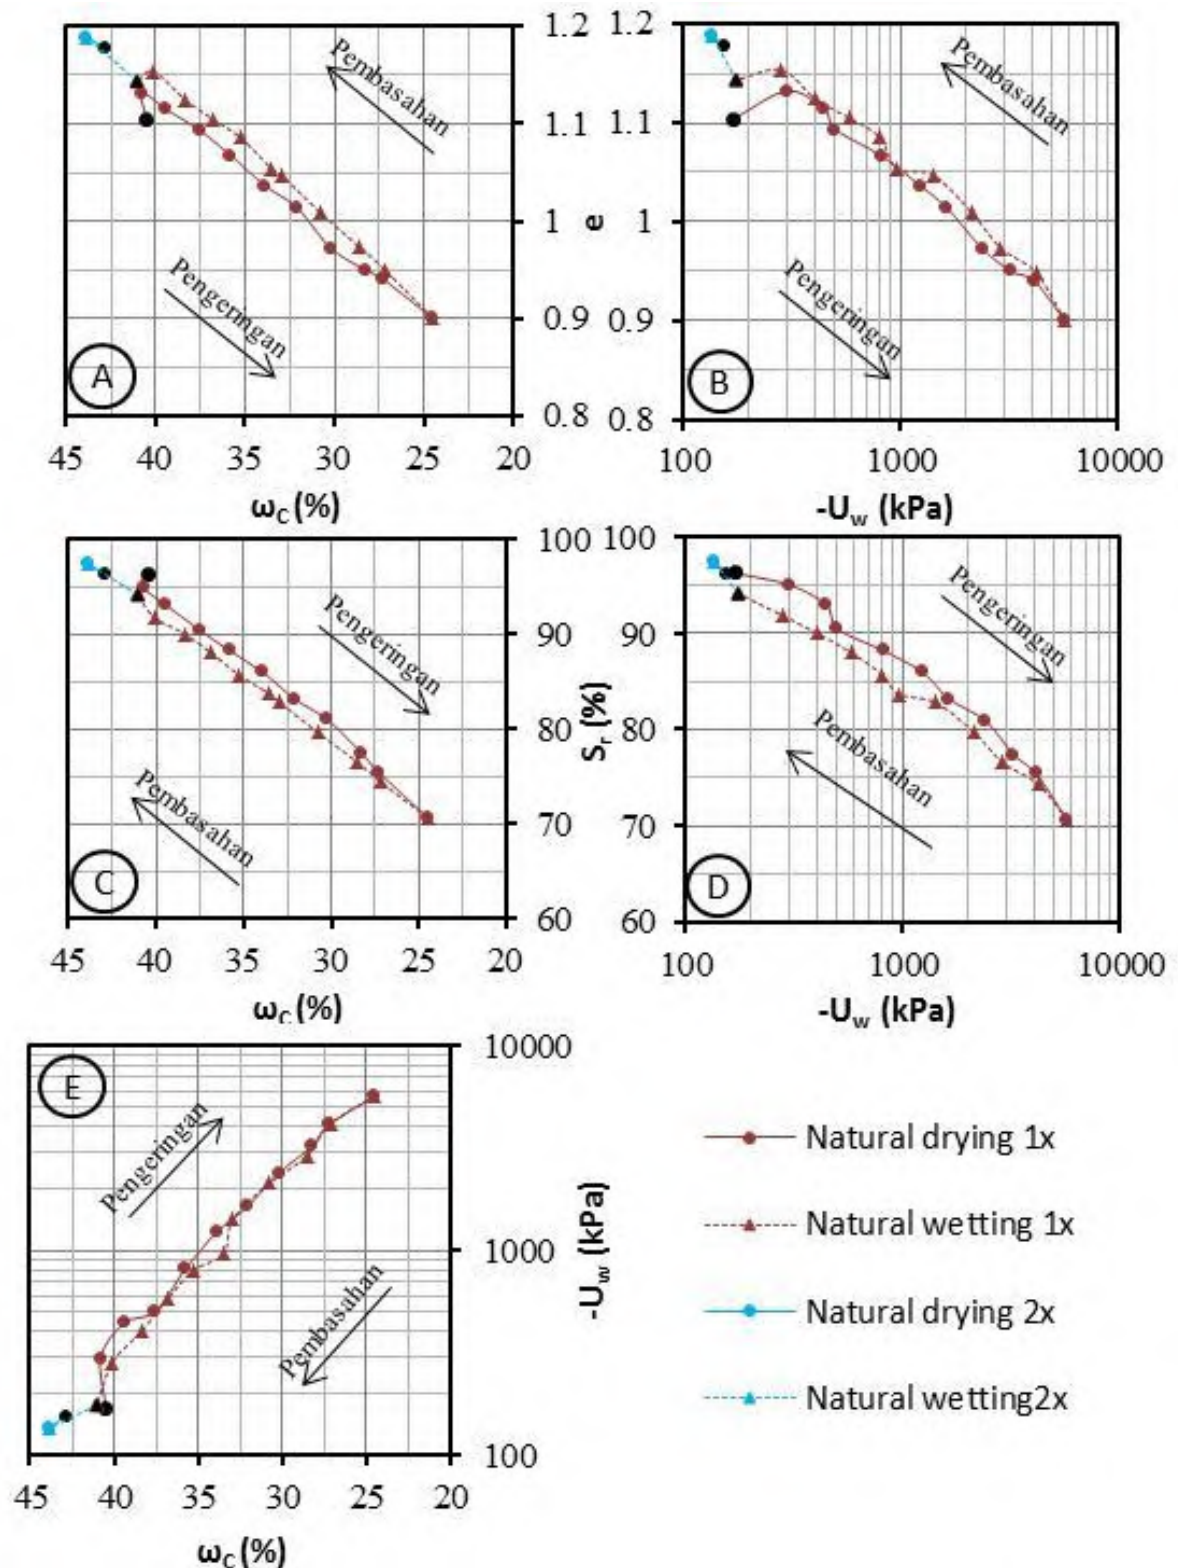 1.2
1.1
1
0.9
0.8
e
45
40
35
30
25
20
ωC (%)
Pembasahan
Pengeringan
A
1.2
1.1
1
0.9
0.8
100
1000
10000
-Uw (kPa)
Pembasahan
Pengeringan
B
100
90
80
70
60
Sr (%)
45
40
35
30
25
20
ωC (%)
Pengeringan
Pembasahan
C
100
90
80
70
60
100
1000
10000
-Uw (kPa)
Pengeringan
Pembasahan
D
E
10000
1000
100
-Uw (kPa)
45
40
35
30
25
20
ωC (%)
Pengeringan
Pembasahan
Natural drying 1x
Natural wetting 1x
Natural drying 2x
Natural wetting2x